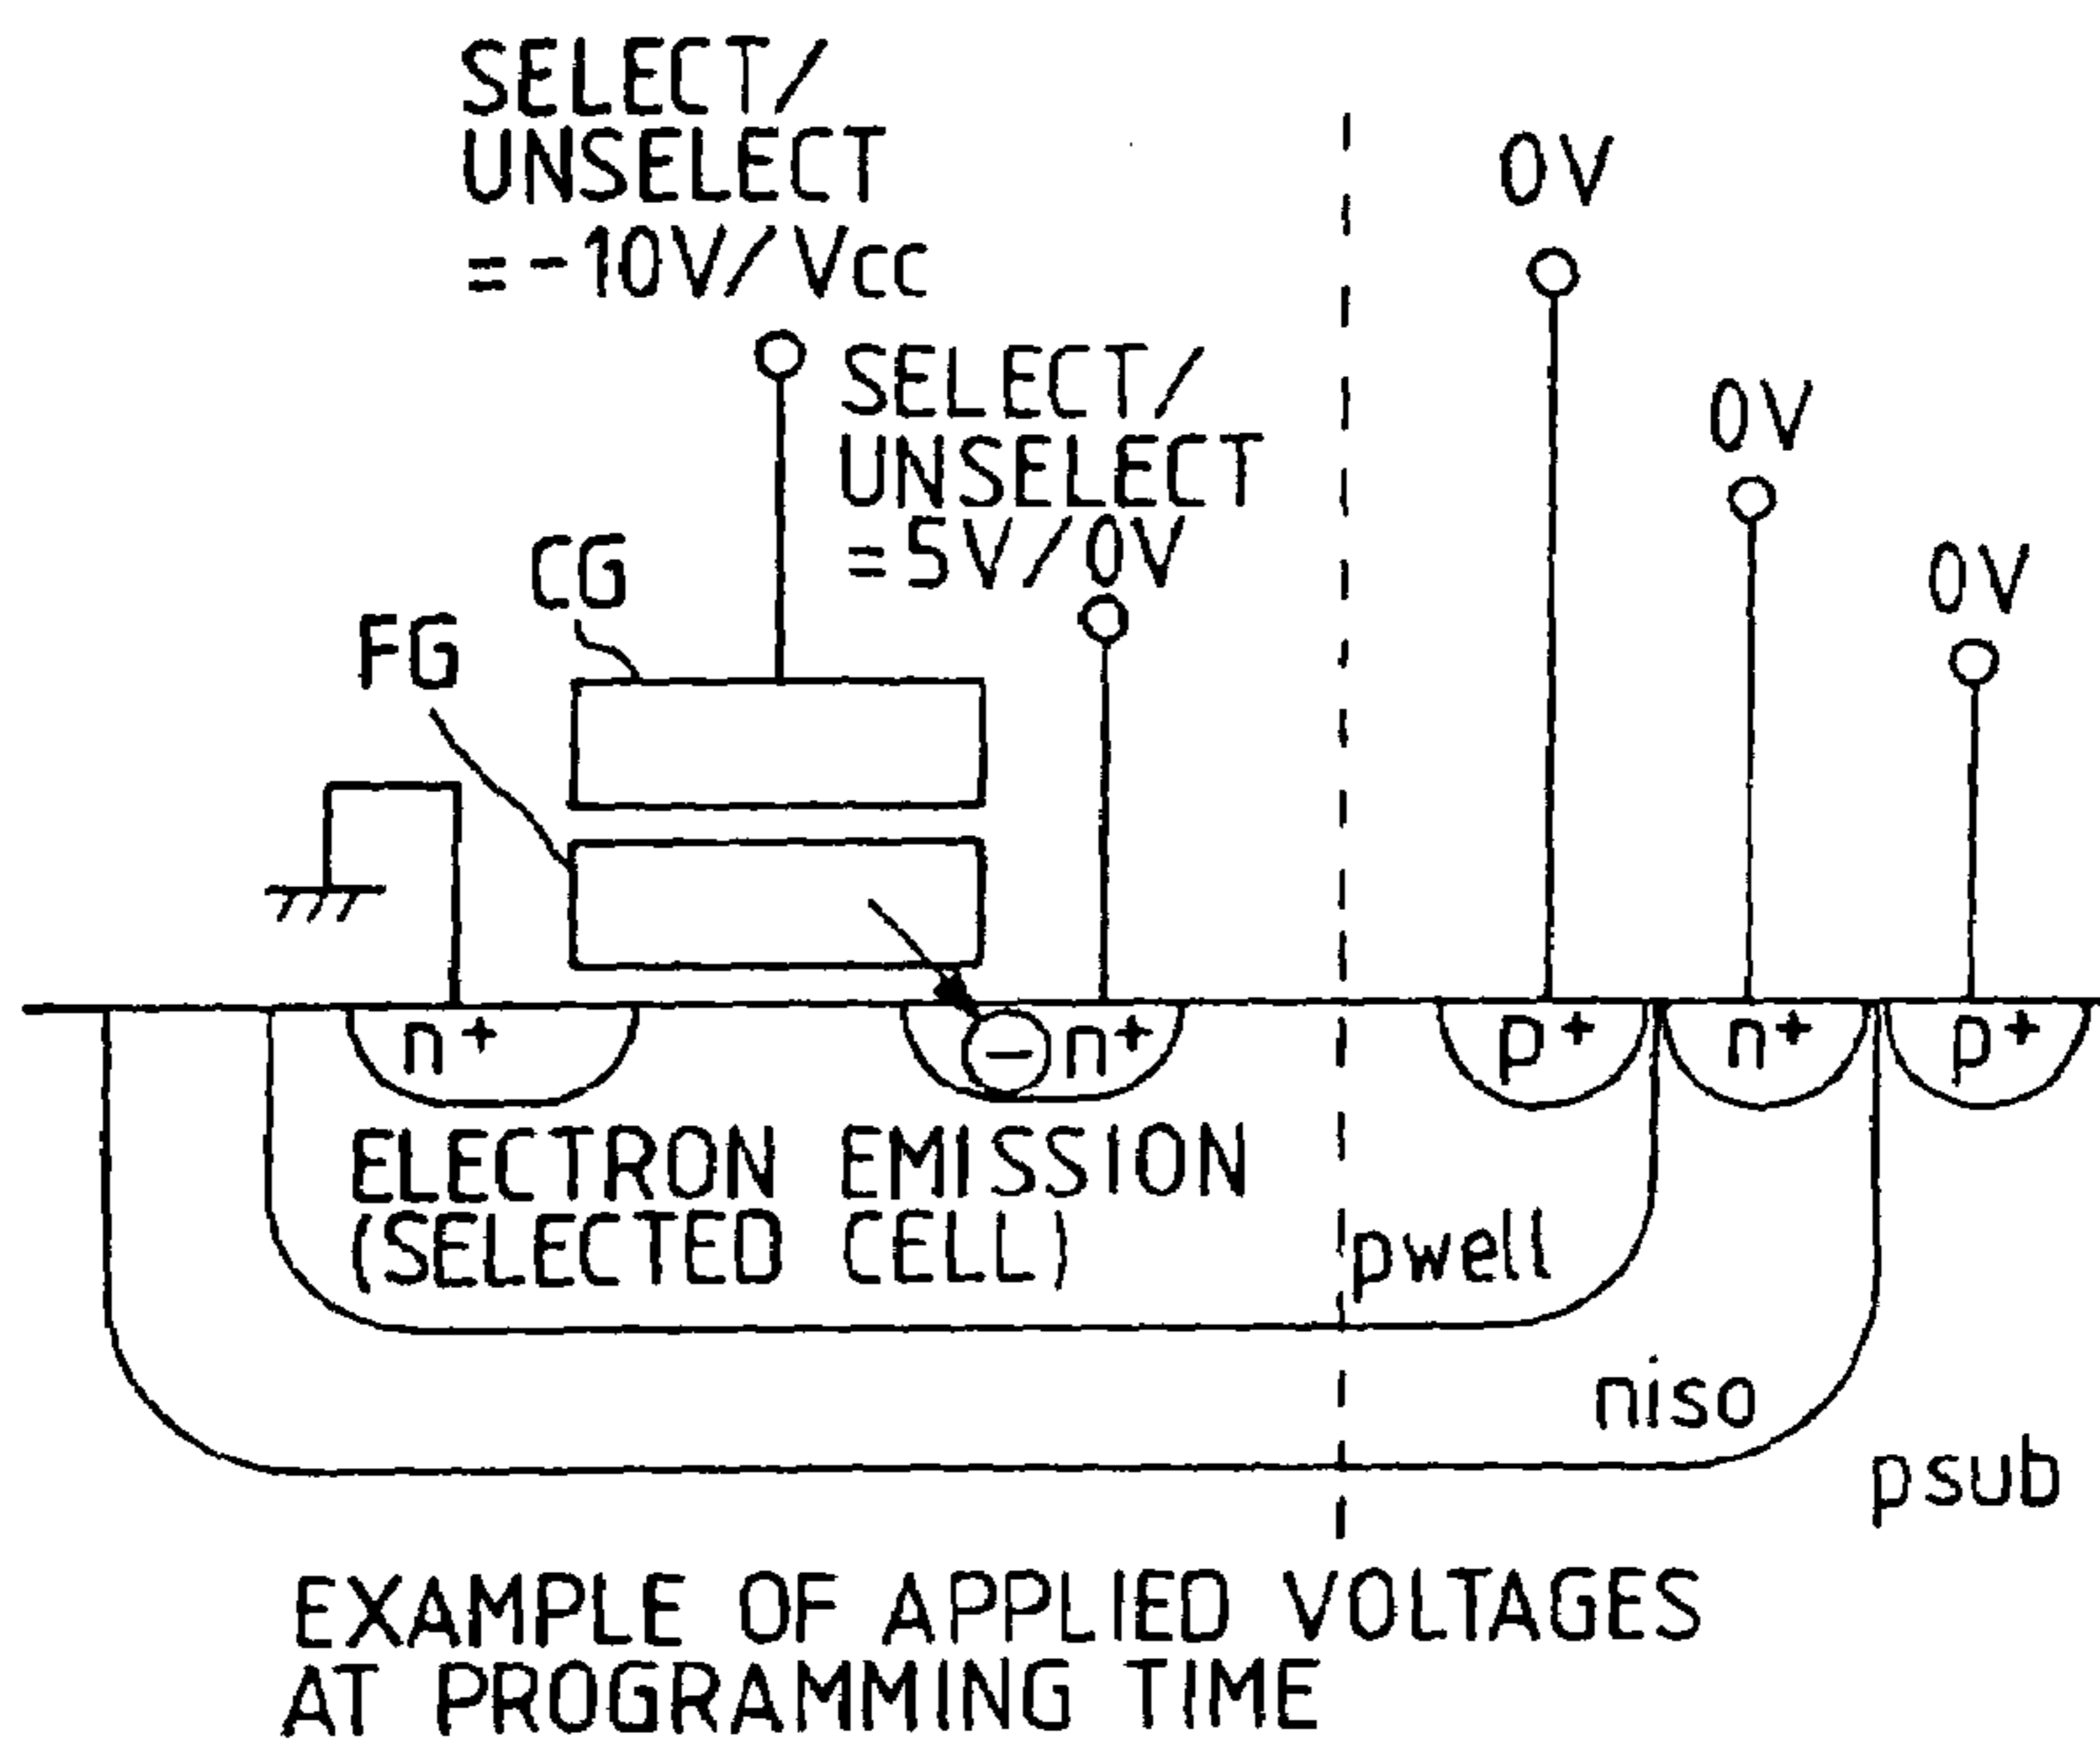 SELECT/
UNSELECT
=-10V/Vcc
SELECT/
UNSELECT
=5V/0V
0V
0V
0V
CG
FG
n+
n+
p+
n+
p+
ELECTRON EMISSION
(SELECTED CELL)
pwell
niso
psub
EXAMPLE OF APPLIED VOLTAGES
AT PROGRAMMING TIME